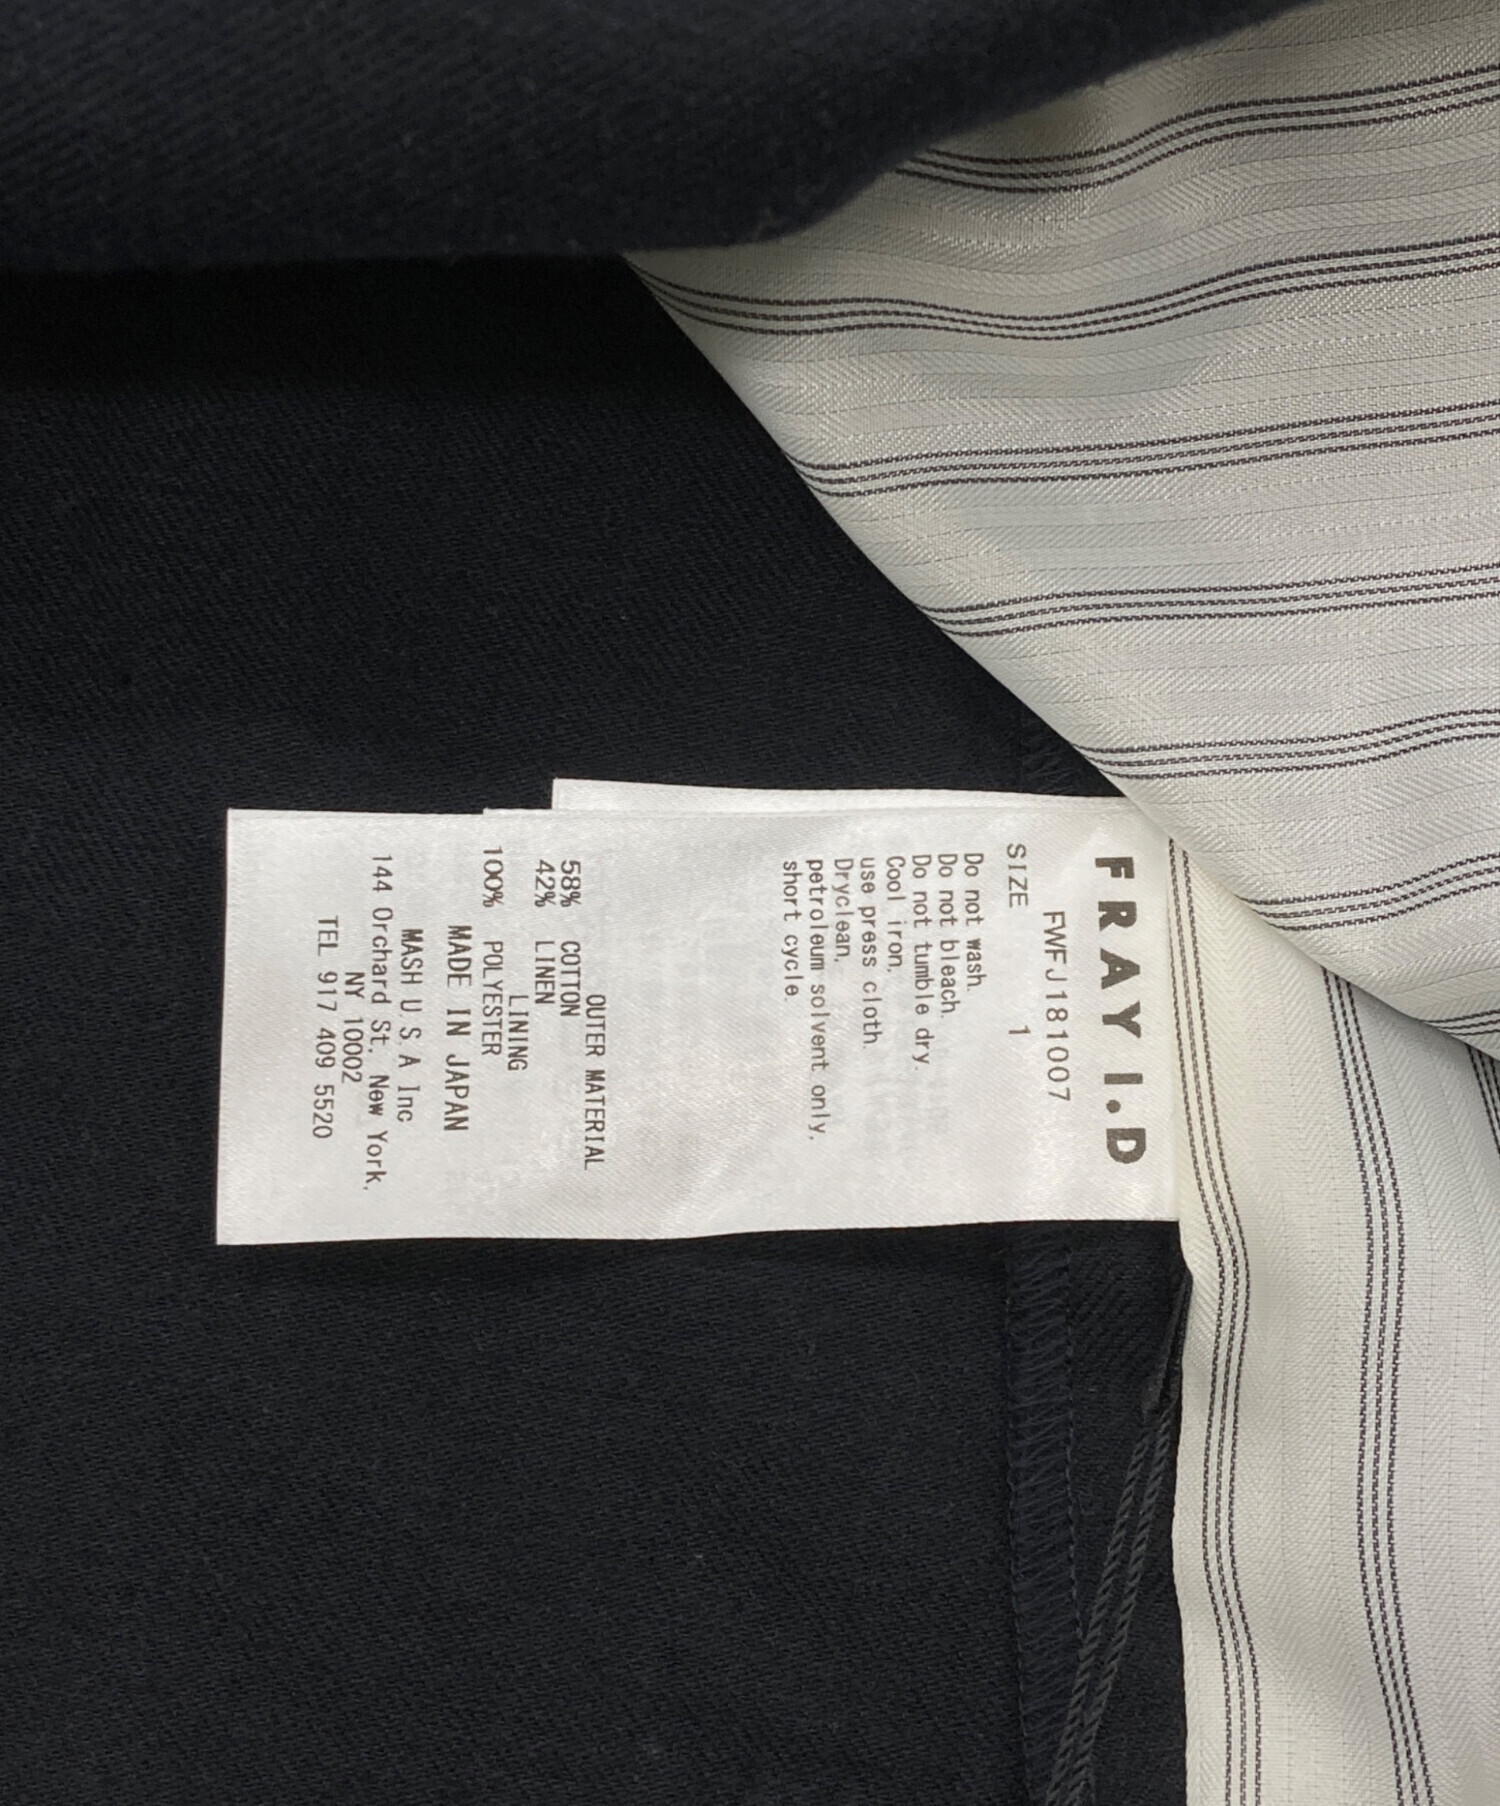 FRAY I.D
FWFJ181007
SIZE 1
Do not wash.
Do not bleach.
Do not tumble dry.
Cool iron,
use press cloth.
Dryclean,
petroleum solvent only,
short cycle.
OUTER MATERIAL
58% COTTON
42% LINEN
LINING
100% POLYESTER
MADE IN JAPAN
MASH U S A Inc
144 Orchard St. New York,
NY 10002
TEL 917 409 5520